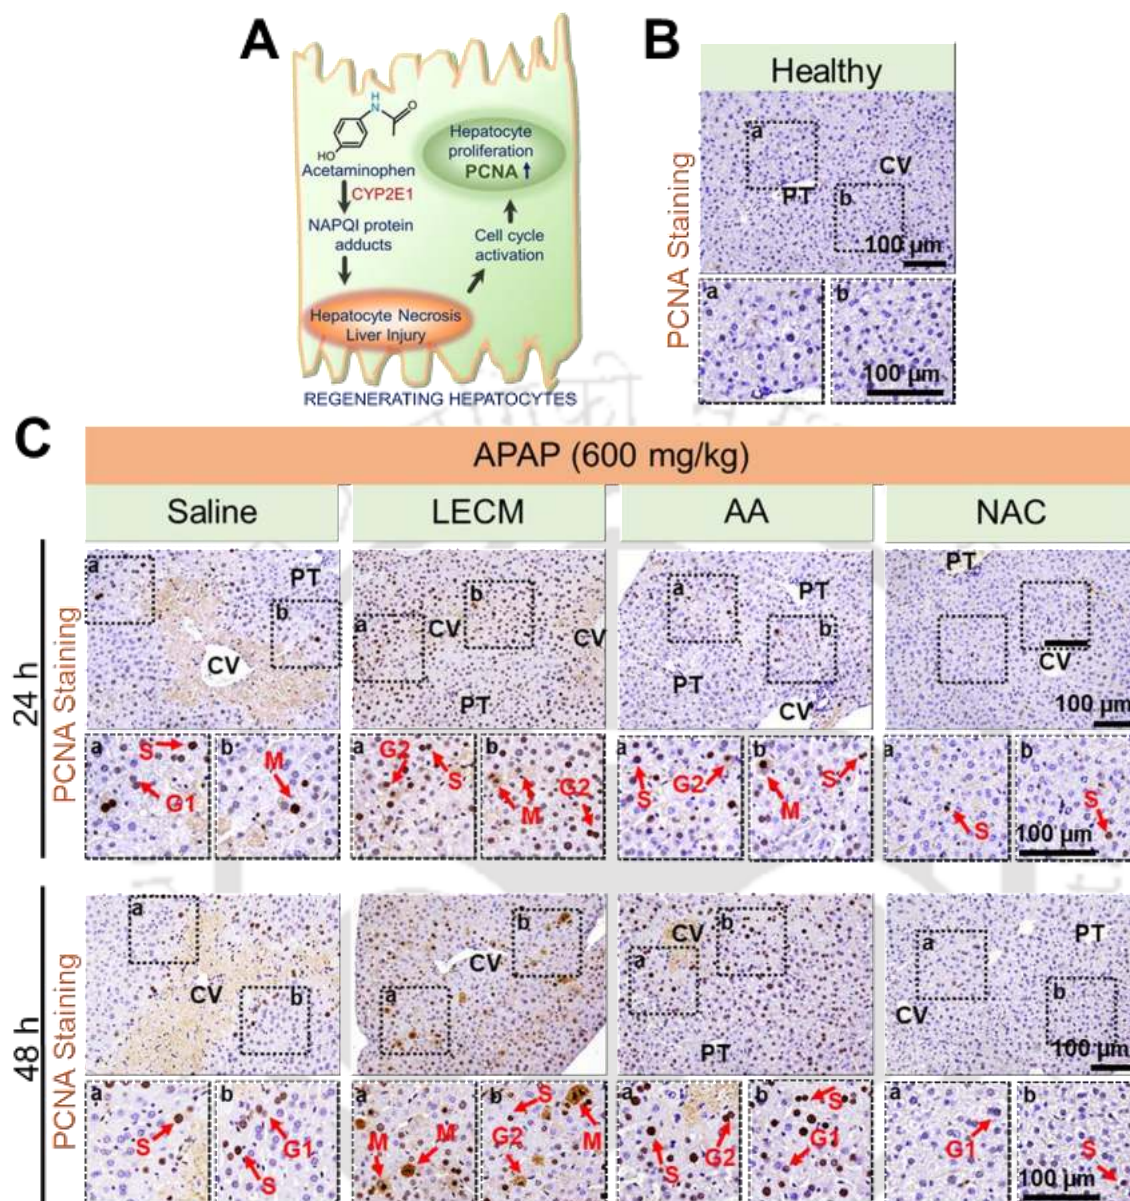 A
H
N
O
HO
Acetaminophen
CYP2E1
NAPQI protein
adducts
Hepatocyte Necrosis
Liver Injury
Cell cycle
activation
Hepatocyte
proliferation
PCNA↑
REGENERATING HEPATOCYTES
B
Healthy
PCNA Staining
a
PT
CV
b
100 µm
a
b
100 µm
C
APAP (600 mg/kg)
Saline
LECM
AA
NAC
24 h
PCNA Staining
a
PT
b
CV
a
b
CV
CV
PT
a
PT
b
PT
CV
PT
CV
100 µm
a
S
G1
b
M
a
G2
S
b
M
G2
a
S
G2
b
S
M
a
S
b
S
100 µm
48 h
PCNA Staining
a
CV
b
b
CV
a
CV
b
a
PT
a
PT
CV
b
100 µm
a
S
b
G1
S
a
M
M
b
S
G2
M
a
S
G2
b
S
G1
a
G1
b
S
100 µm